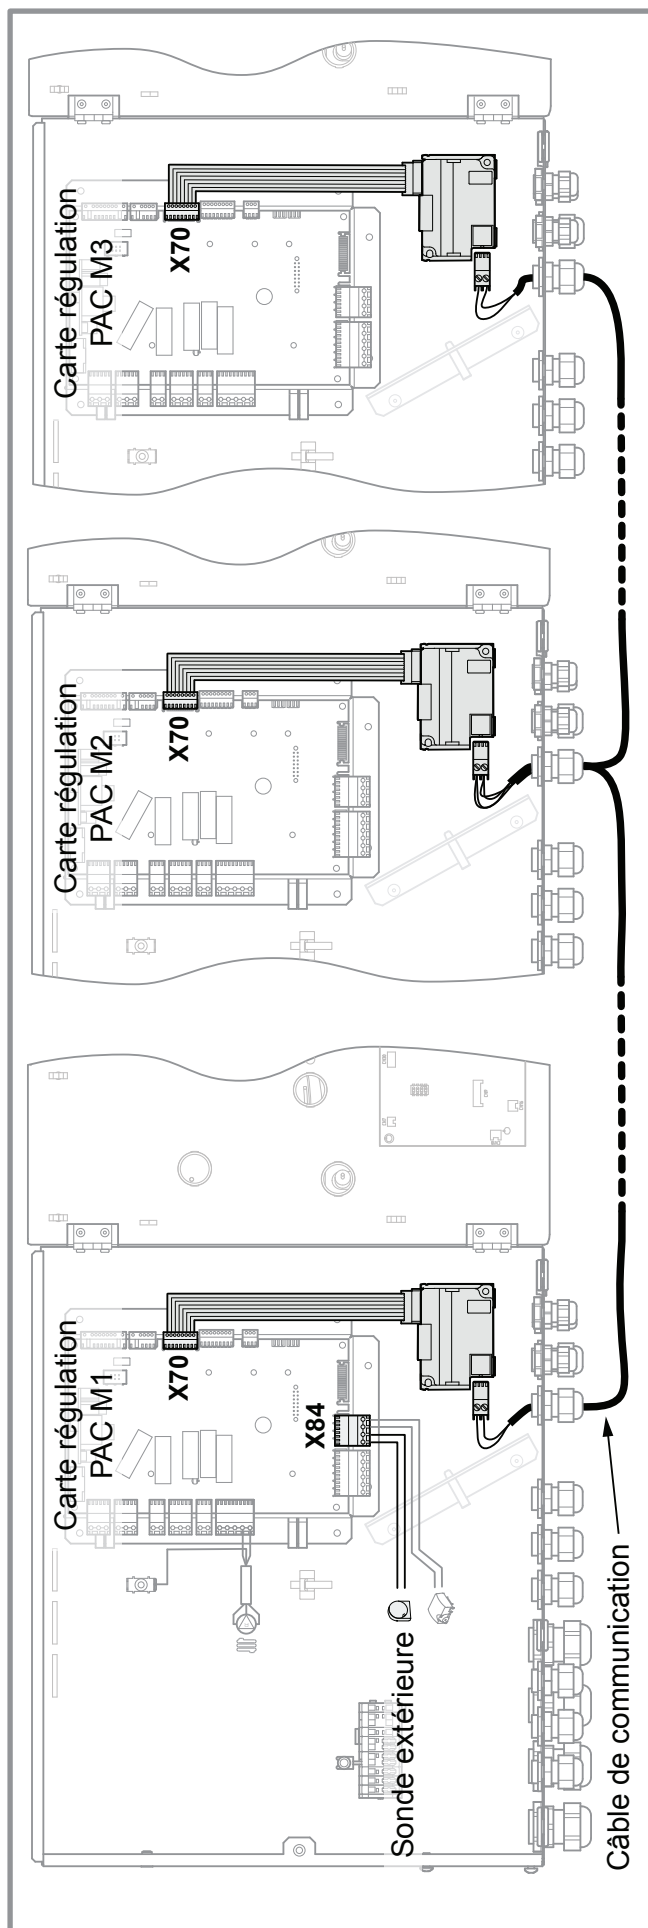 Carte régulation
PAC M1
X70
X84
Sonde extérieure
Câble de communication
Carte régulation
PAC M2
X70
Carte régulation
PAC M3
X70